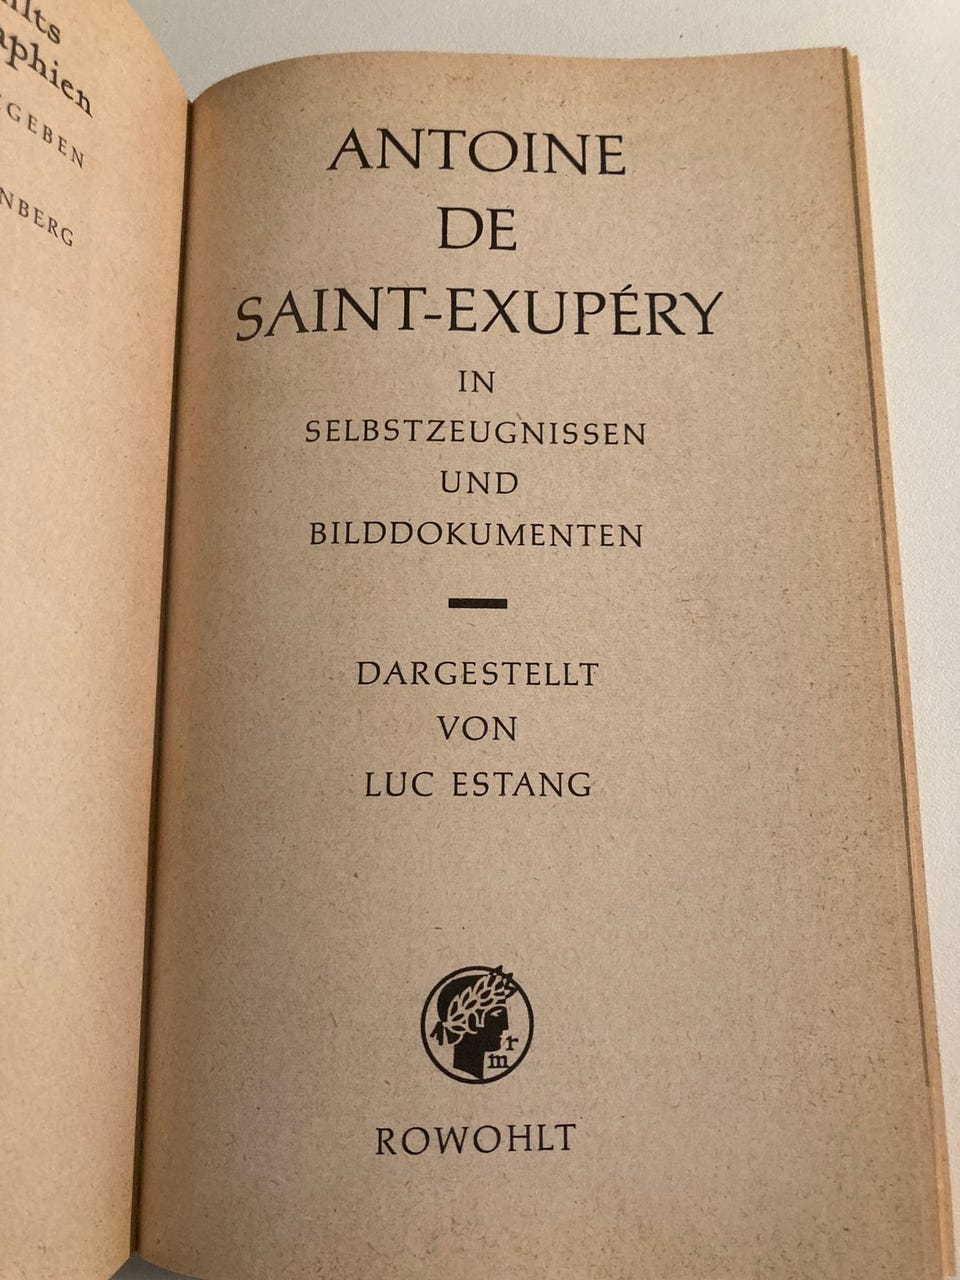 ANTOINE
DE
SAINT-EXUPÉRY
IN
SELBSTZEUGNISSEN
UND
BILDDOKUMENTEN
DARGESTELLT
VON
LUC ESTANG
r
m
ROWOHLT